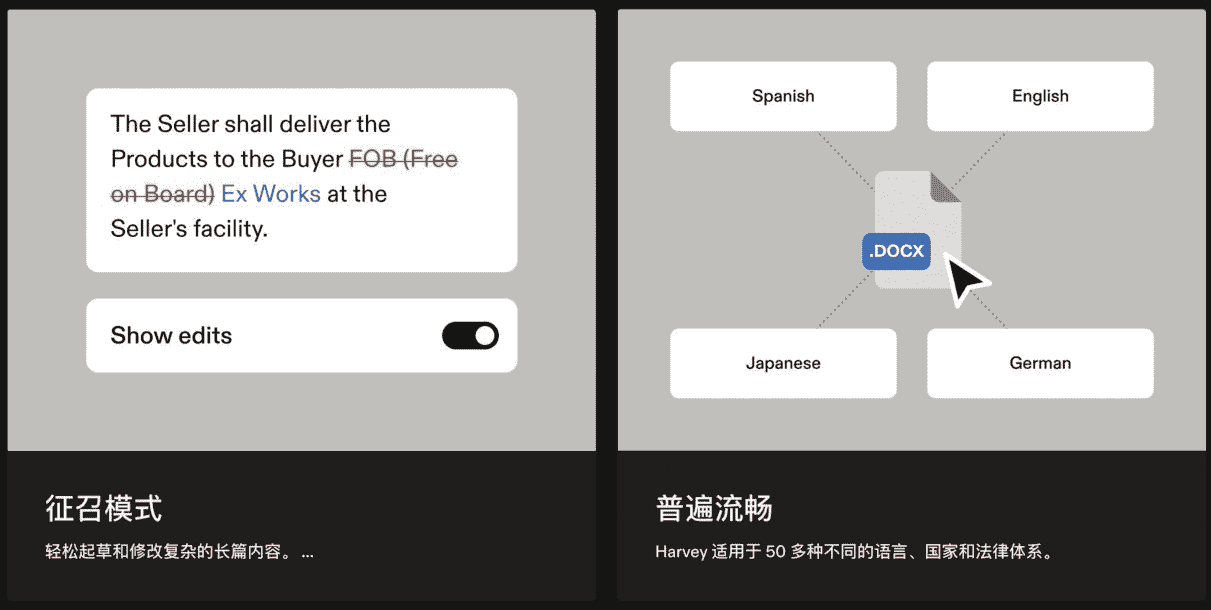 The Seller shall deliver the
Products to the Buyer FOB (Free
on Board) Ex Works at the
Seller's facility.
Show edits
征召模式
轻松起草和修改复杂的长篇内容。 ...
Spanish
English
.DOCX
Japanese
German
普遍流畅
Harvey 适用于 50 多种不同的语言、国家和法律体系。